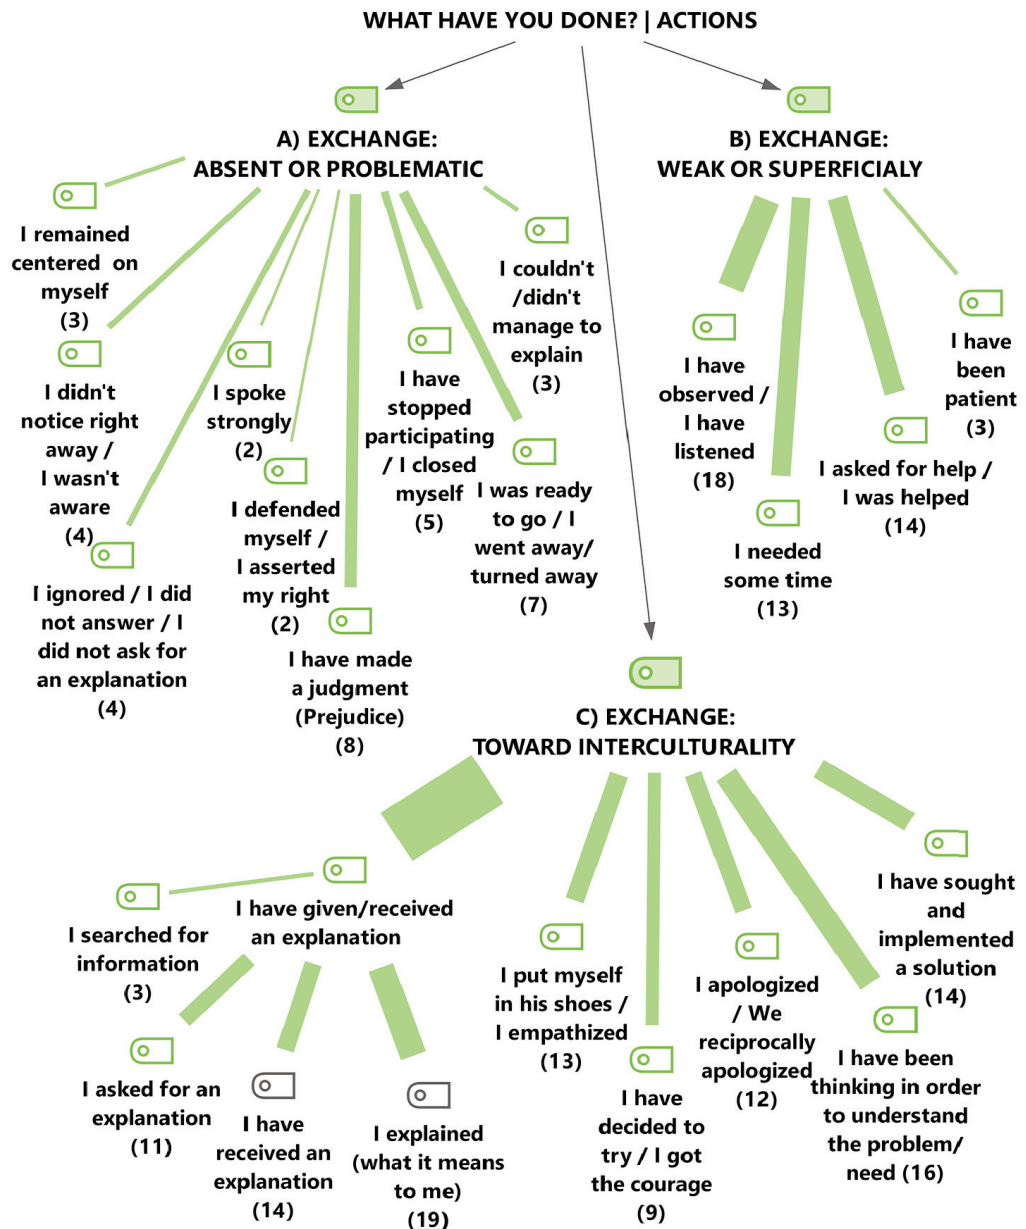 WHAT HAVE YOU DONE? | ACTIONS
A) EXCHANGE:
ABSENT OR PROBLEMATIC
B) EXCHANGE:
WEAK OR SUPERFICIALY
I remained
centered on
myself
(3)
I didn't
notice right
away /
I wasn't
aware
(4)
I ignored / I did
not answer / I
did not ask for
an explanation
(4)
I spoke
strongly
(2)
I defended
myself /
I asserted
my right
(2)
I have made
a judgment
(Prejudice)
(8)
I have
stopped
participating
/ I closed
myself
(5)
I was ready
to go / I
went away/
turned away
(7)
I couldn't
/didn't
manage to
explain
(3)
I have
observed /
I have
listened
(18)
I needed
some time
(13)
I asked for help /
I was helped
(14)
I have
been
patient
(3)
C) EXCHANGE:
TOWARD INTERCULTURALITY
I have given/received
an explanation
I searched for
information
(3)
I asked for an
explanation
(11)
I have
received an
explanation
(14)
I explained
(what it means
to me)
(19)
I put myself
in his shoes /
I empathized
(13)
I have
decided to
try / I got
the courage
(9)
I apologized
/ We
reciprocally
apologized
(12)
I have been
thinking in order
to understand
the problem/
need (16)
I have sought
and
implemented
a solution
(14)